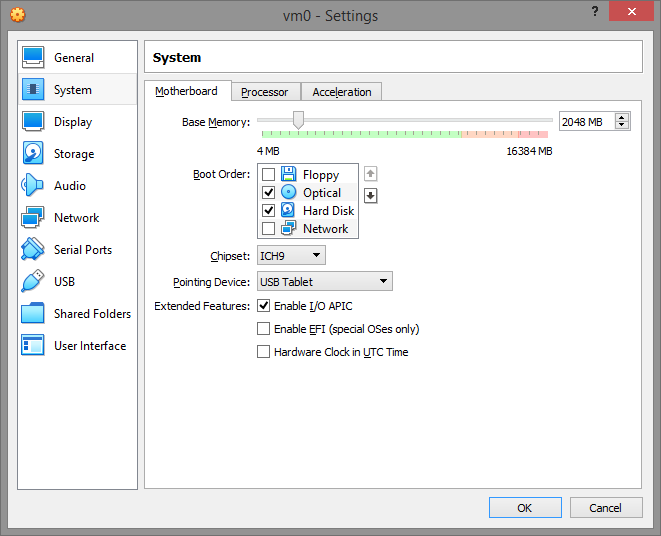 vm0 - Settings
?
General
System
Display
Storage
Audio
Network
Serial Ports
USB
Shared Folders
User Interface
System
Motherboard Processor Acceleration
Base Memory: 2048 MB
4 MB 16384 MB
Boot Order: Floppy
Optical
Hard Disk
Network
Chipset: ICH9
Pointing Device: USB Tablet
Extended Features: Enable I/O APIC
Enable EFI (special OSes only)
Hardware Clock in UTC Time
OK Cancel